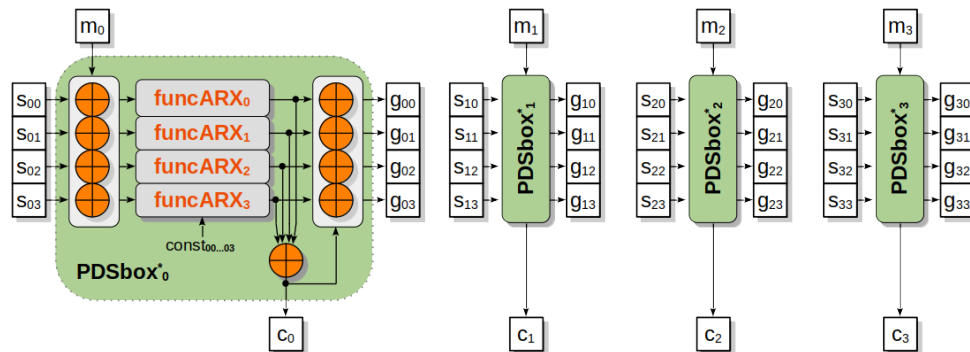 m₀ m₁ m₂ m₃
s₀₀ funcARX₀ g₀₀ s₁₀ g₁₀ s₂₀ g₂₀ s₃₀ g₃₀
s₀₁ funcARX₁ g₀₁ s₁₁ g₁₁ s₂₁ g₂₁ s₃₁ g₃₁
s₀₂ funcARX₂ g₀₂ s₁₂ g₁₂ s₂₂ g₂₂ s₃₂ g₃₂
s₀₃ funcARX₃ g₀₃ s₁₃ g₁₃ s₂₃ g₂₃ s₃₃ g₃₃
PDSbox*₁
PDSbox*₂
PDSbox*₃
const₀₀...₀₃
PDSbox*₀
c₀ c₁ c₂ c₃